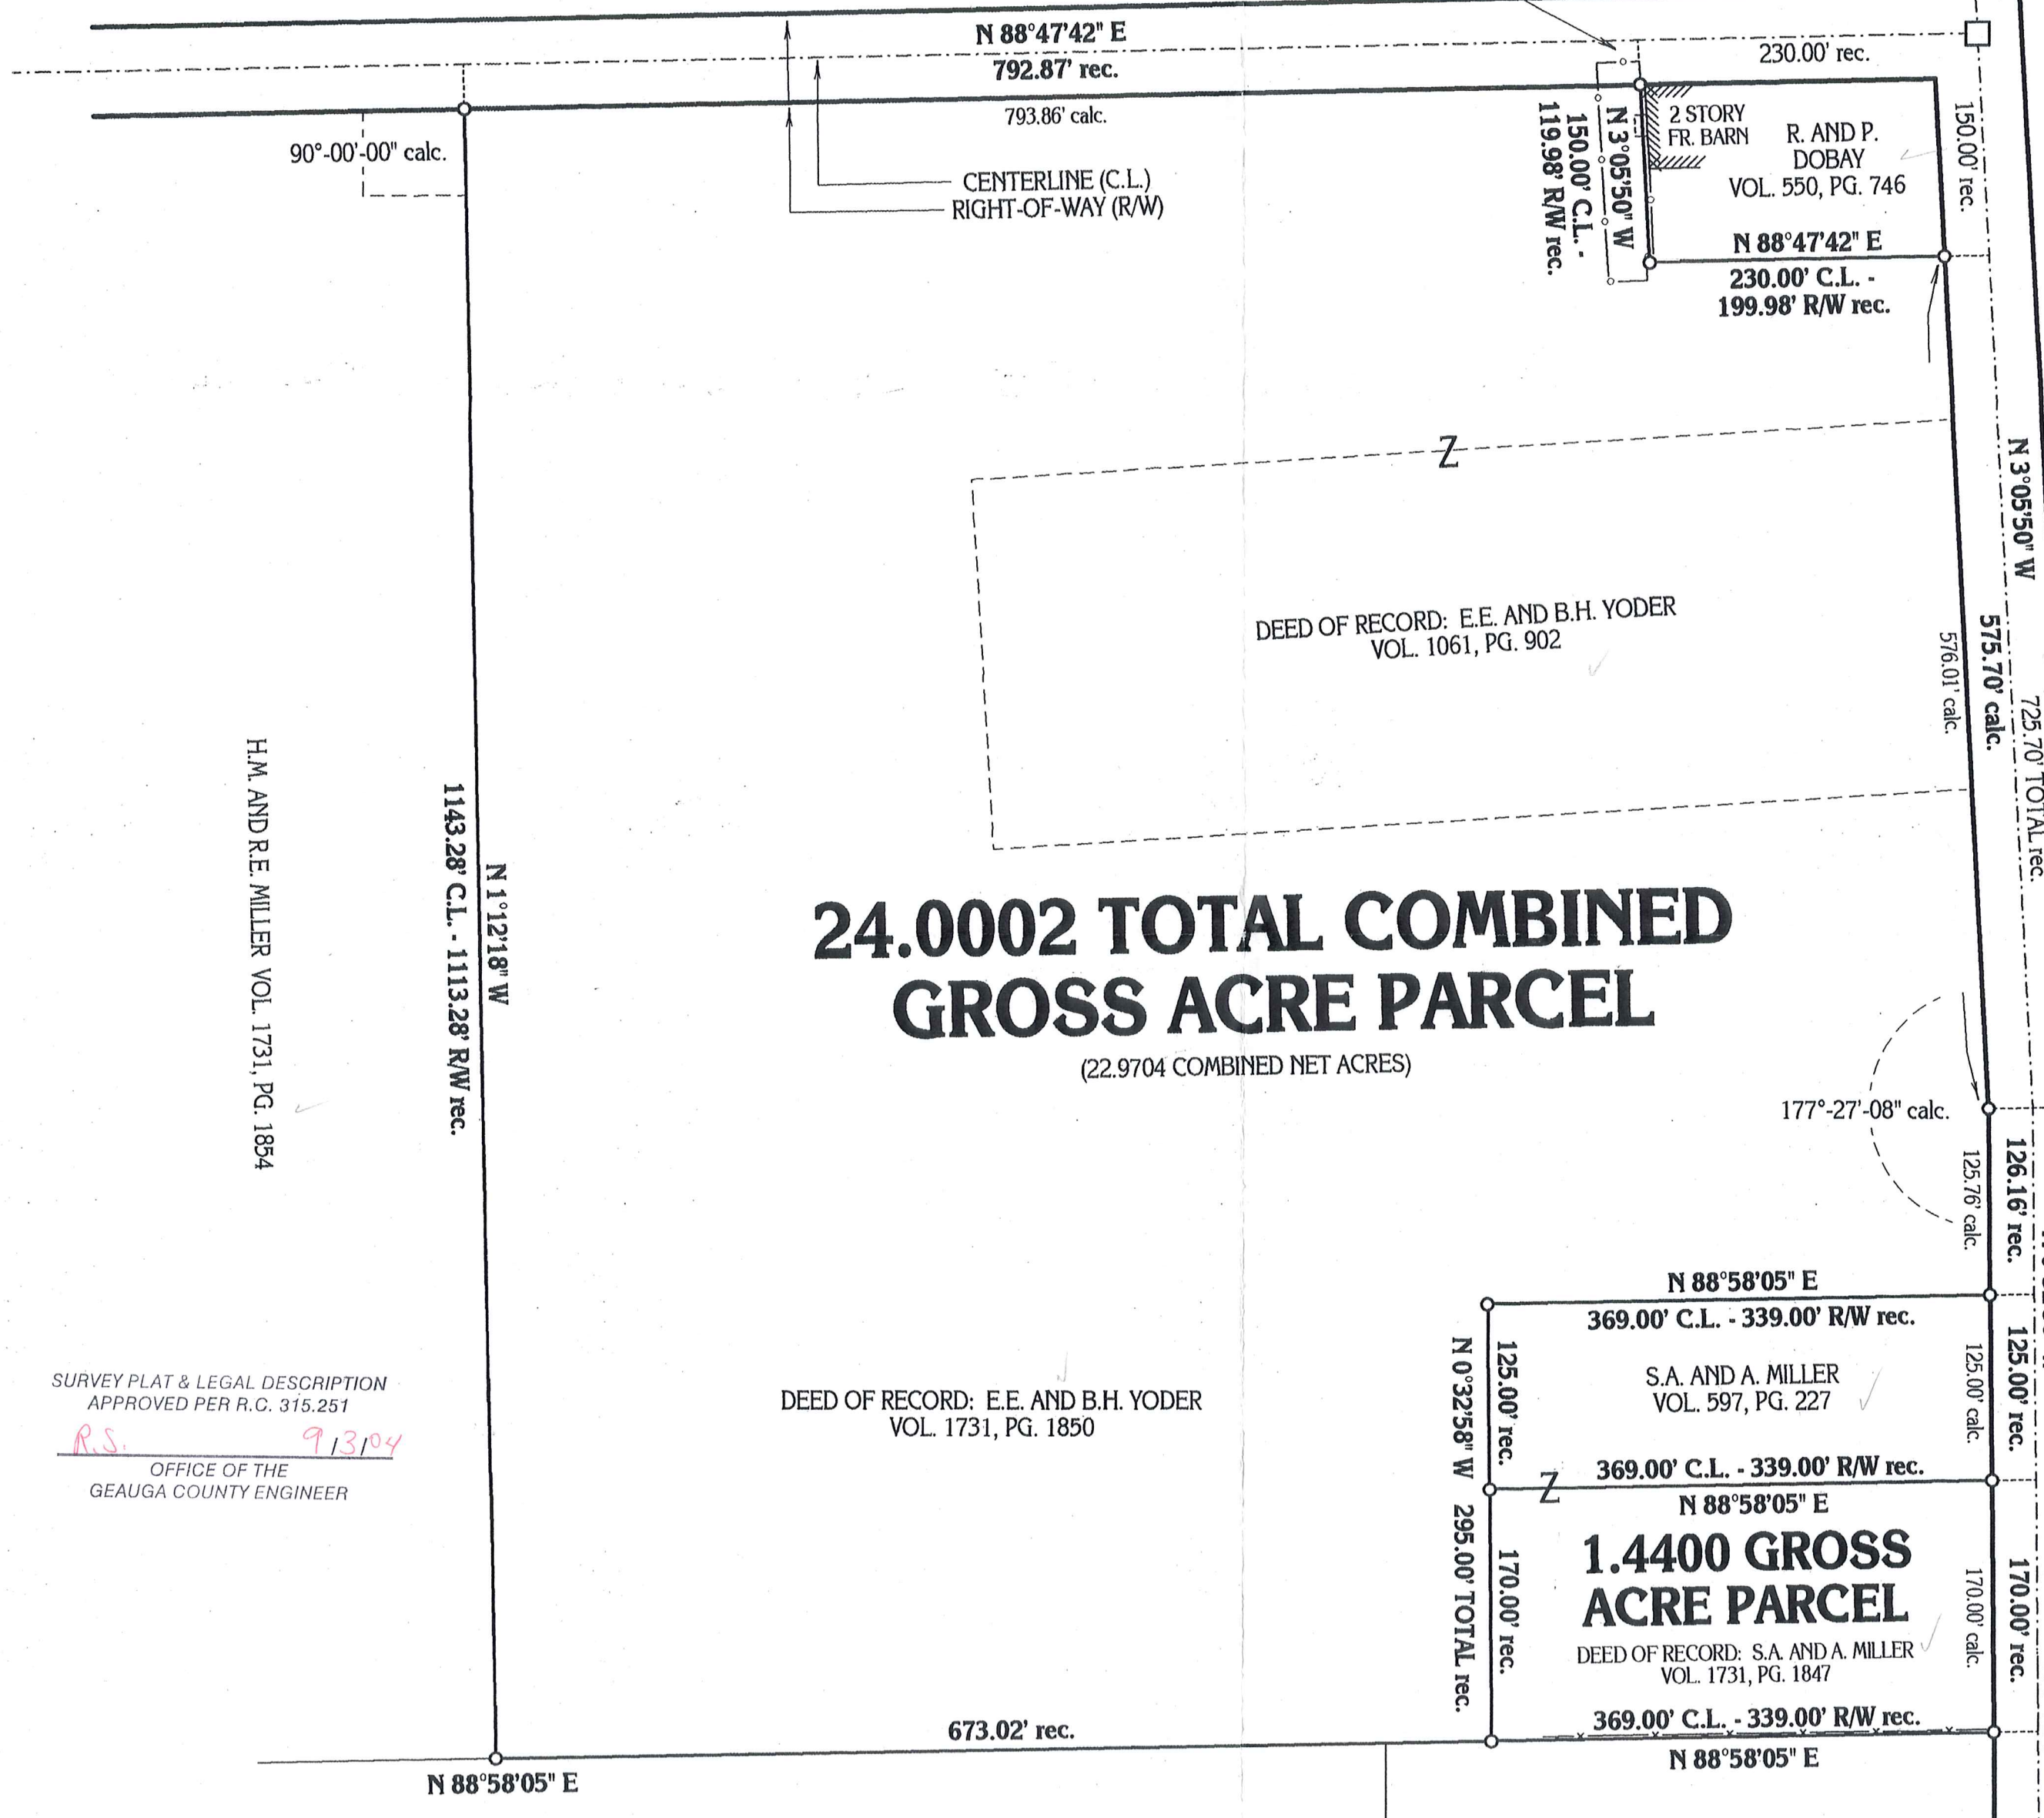 N 88°47'42" E
792.87' rec.
793.86' calc.
230.00' rec.
90°-00'-00" calc.
CENTERLINE (C.L.)
RIGHT-OF-WAY (R/W)
N 3°05'50" W
150.00' C.L. -
119.98' R/W rec.
2 STORY
FR. BARN
R. AND P.
DOBAY
VOL. 550, PG. 746
150.00' rec.
N 88°47'42" E
230.00' C.L. -
199.98' R/W rec.
Z
N 3°05'50" W
575.70' calc.
576.01' calc.
725.70' TOTAL rec.
DEED OF RECORD: E.E. AND B.H. YODER
VOL. 1061, PG. 902
H.M. AND R.E. MILLER VOL. 1731, PG. 1854
1143.28' C.L. - 1113.28' R/W rec.
N 1°12'18" W
24.0002 TOTAL COMBINED
GROSS ACRE PARCEL
(22.9704 COMBINED NET ACRES)
177°-27'-08" calc.
126.16' rec.
125.76' calc.
N 88°58'05" E
369.00' C.L. - 339.00' R/W rec.
N 0°32'58" W 295.00' TOTAL rec.
125.00' rec.
S.A. AND A. MILLER
VOL. 597, PG. 227
125.00' calc.
125.00' rec.
369.00' C.L. - 339.00' R/W rec.
Z
N 88°58'05" E
DEED OF RECORD: E.E. AND B.H. YODER
VOL. 1731, PG. 1850
SURVEY PLAT & LEGAL DESCRIPTION
APPROVED PER R.C. 315.251
R.S. 9/3/04
OFFICE OF THE
GEAUGA COUNTY ENGINEER
170.00' rec.
1.4400 GROSS
ACRE PARCEL
DEED OF RECORD: S.A. AND A. MILLER
VOL. 1731, PG. 1847
170.00' calc.
170.00' rec.
369.00' C.L. - 339.00' R/W rec.
N 88°58'05" E
673.02' rec.
N 88°58'05" E